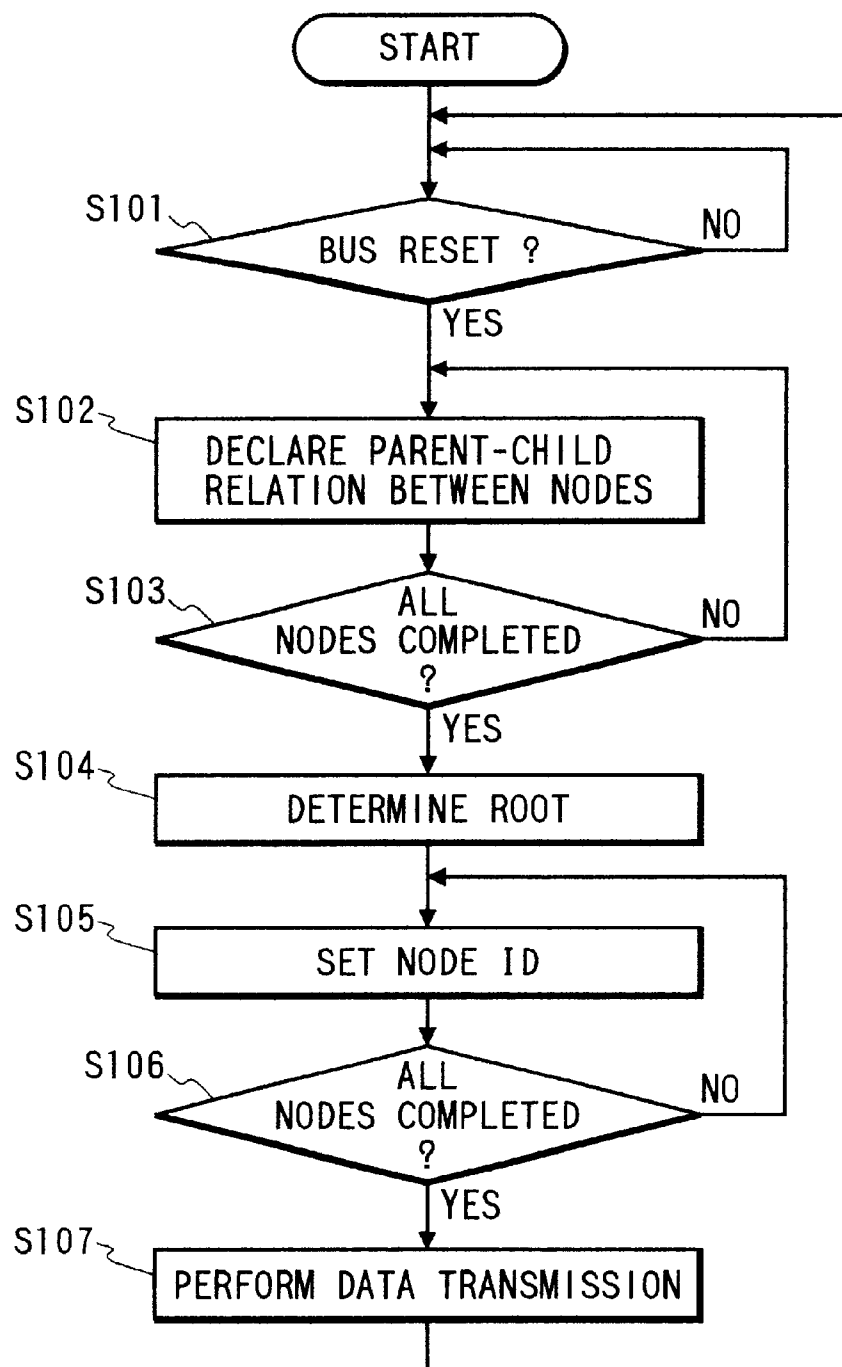 START
S101
BUS RESET ?
NO
YES
S102
DECLARE PARENT-CHILD
RELATION BETWEEN NODES
S103
ALL
NODES COMPLETED
?
NO
YES
S104
DETERMINE ROOT
S105
SET NODE ID
S106
ALL
NODES COMPLETED
?
NO
YES
S107
PERFORM DATA TRANSMISSION